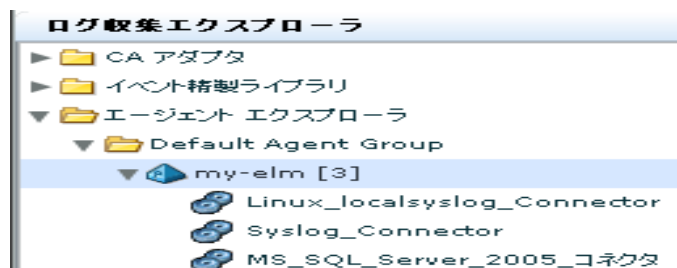 ログ収集エクスプローラ
CA アダプタ
イベント精製ライブラリ
エージェント エクスプローラ
Default Agent Group
my-elm [3]
Linux_localsyslog_Connector
Syslog_Connector
MS_SQL_Server_2005_コネクタ